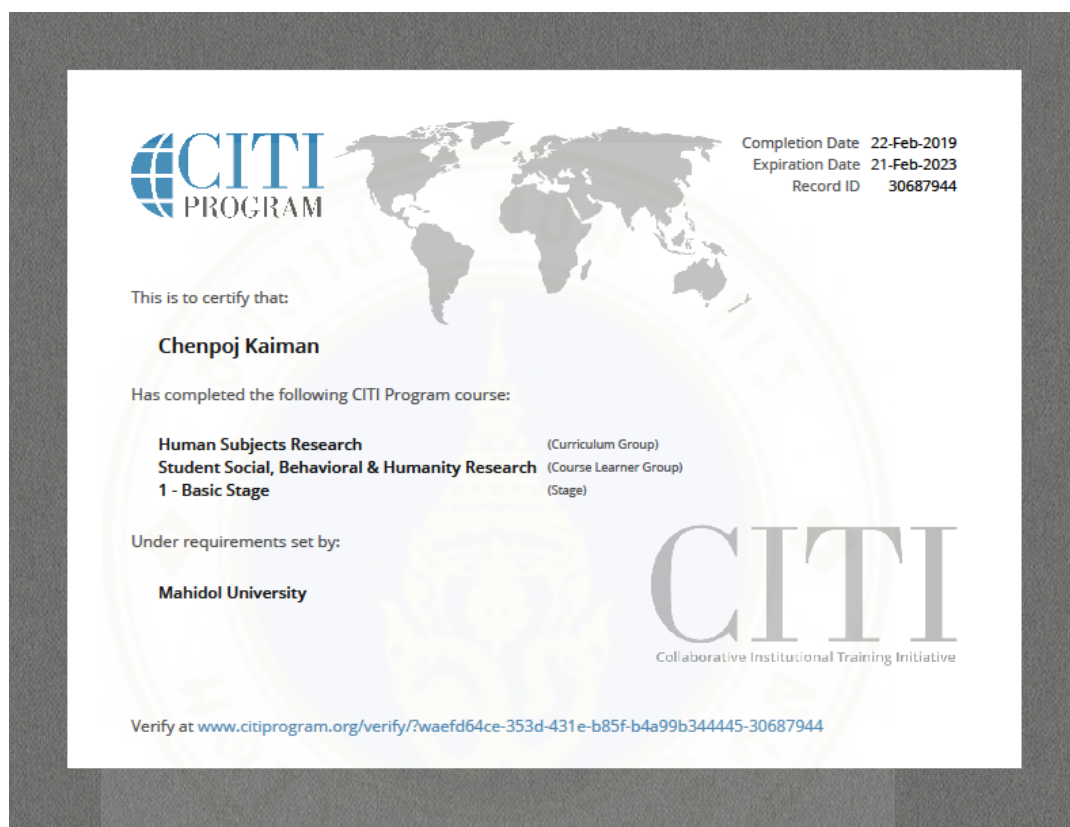 CITI
PROGRAM
Completion Date 22-Feb-2019
Expiration Date 21-Feb-2023
Record ID 30687944
This is to certify that:
Chenpoj Kaiman
Has completed the following CITI Program course:
Human Subjects Research (Curriculum Group)
Student Social, Behavioral & Humanity Research (Course Learner Group)
1 - Basic Stage (Stage)
Under requirements set by:
Mahidol University
CITI
Collaborative Institutional Training Initiative
Verify at www.citiprogram.org/verify/?waefd64ce-353d-431e-b85f-b4a99b344445-30687944